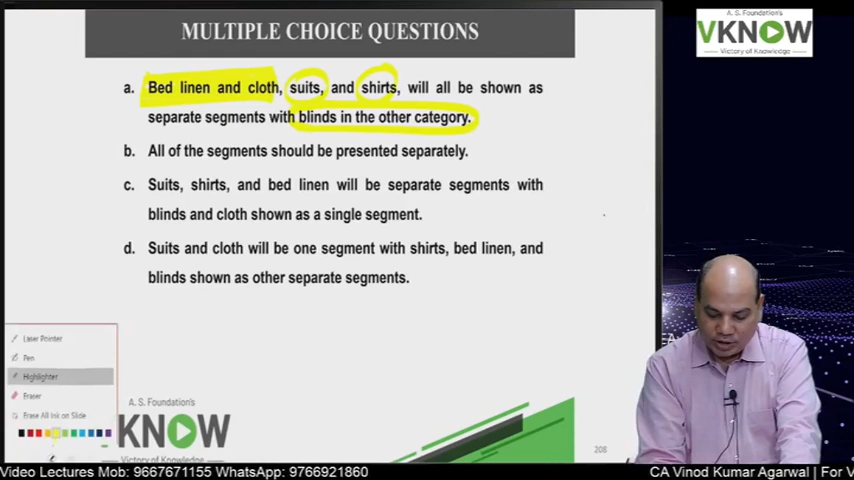 MULTIPLE CHOICE QUESTIONS
A. S. Foundation's
VKNOW
Victory of Knowledge
a. Bed linen and cloth, suits, and shirts, will all be shown as
separate segments with blinds in the other category.
b. All of the segments should be presented separately.
c. Suits, shirts, and bed linen will be separate segments with
blinds and cloth shown as a single segment.
d. Suits and cloth will be one segment with shirts, bed linen, and
blinds shown as other separate segments.
Laser Pointer
Pen
Highlighter
Eraser
Erase All Ink on Slide
A. S. Foundation's
KNOW
Victory of Knowledge
208
Video Lectures Mob: 9667671155 WhatsApp: 9766921860
CA Vinod Kumar Agarwal / For V